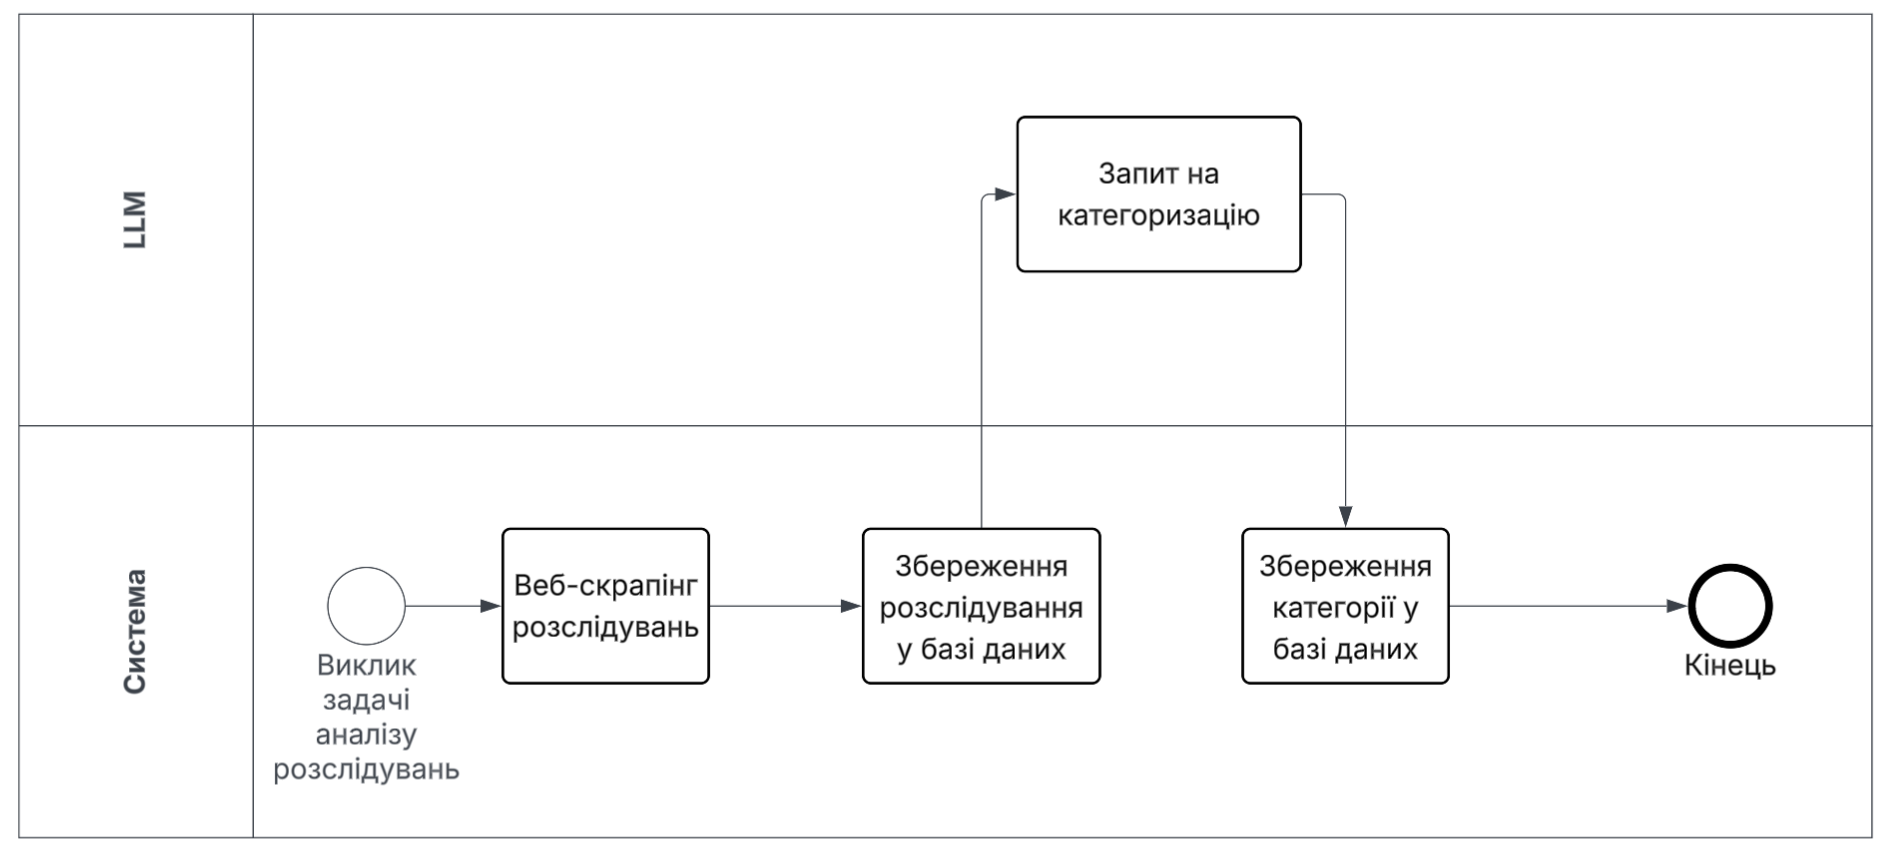 LLM
Запит на
категоризацію
Система
Виклик
задачі
аналізу
розслідувань
Веб-скрапінг
розслідувань
Збереження
розслідування
у базі даних
Збереження
категорії у
базі даних
Кінець